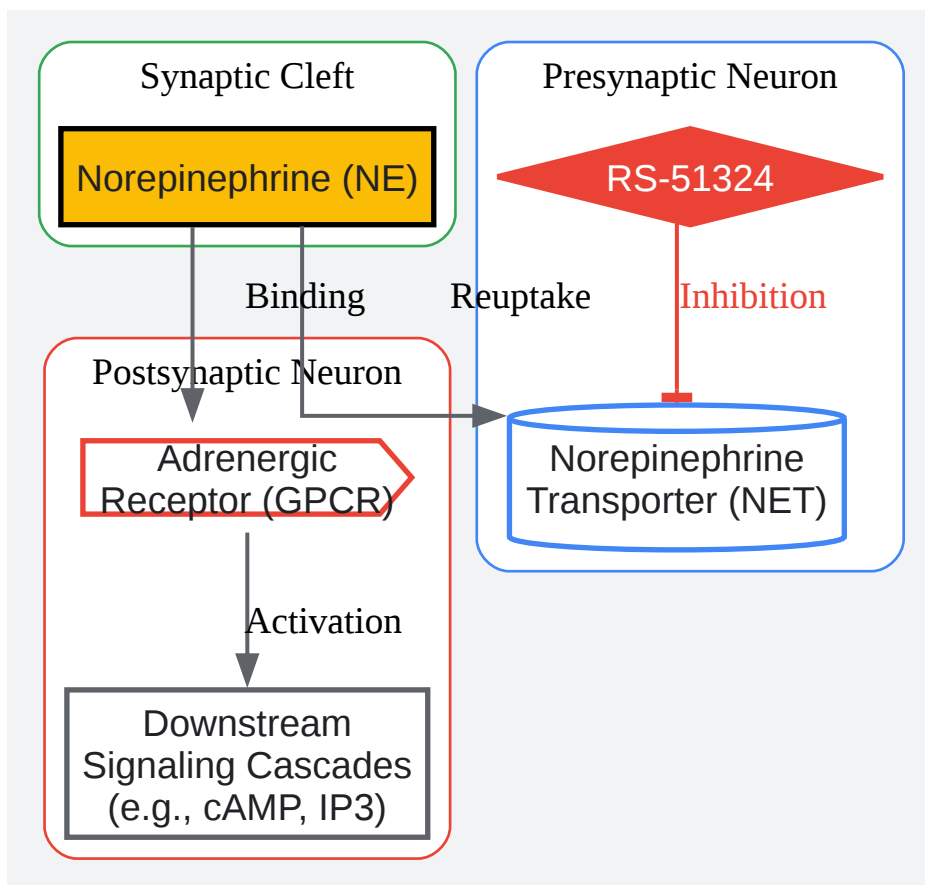 Synaptic Cleft
Norepinephrine (NE)
Presynaptic Neuron
RS-51324
Binding
Reuptake
Inhibition
Postsynaptic Neuron
Adrenergic
Receptor (GPCR)
Norepinephrine
Transporter (NET)
Activation
Downstream
Signaling Cascades
(e.g., cAMP, IP3)